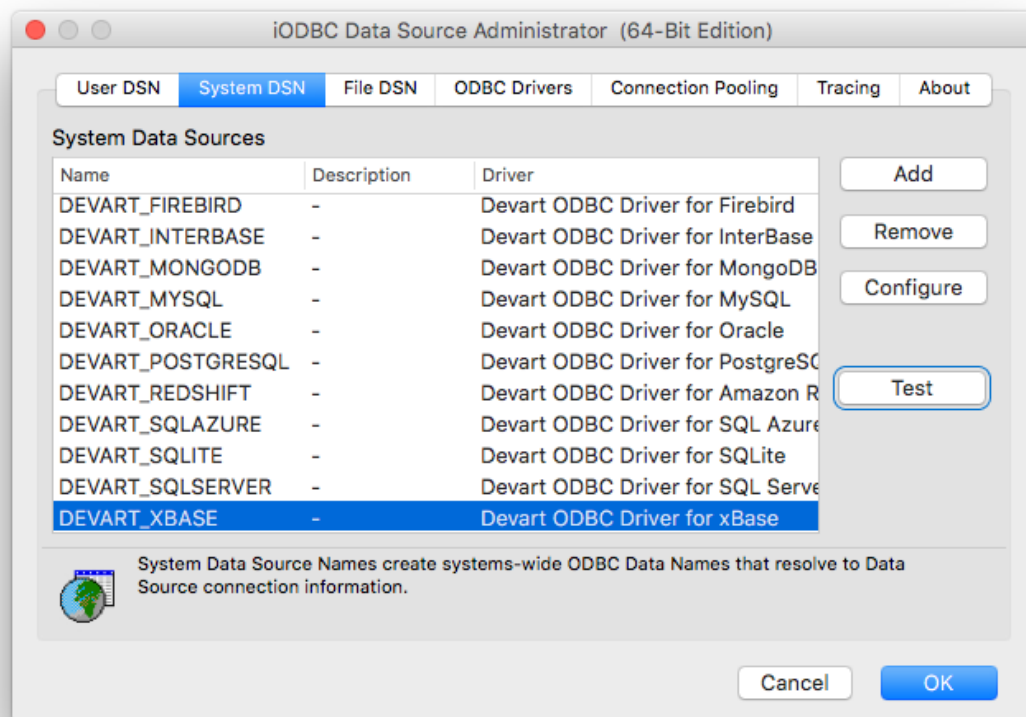 iODBC Data Source Administrator (64-Bit Edition)
User DSN System DSN File DSN ODBC Drivers Connection Pooling Tracing About
System Data Sources
Name Description Driver
DEVART_FIREBIRD - Devart ODBC Driver for Firebird
DEVART_INTERBASE - Devart ODBC Driver for InterBase
DEVART_MONGODB - Devart ODBC Driver for MongoDB
DEVART_MYSQL - Devart ODBC Driver for MySQL
DEVART_ORACLE - Devart ODBC Driver for Oracle
DEVART_POSTGRESQL - Devart ODBC Driver for PostgreSQ
DEVART_REDSHIFT - Devart ODBC Driver for Amazon R
DEVART_SQLAZURE - Devart ODBC Driver for SQL Azure
DEVART_SQLITE - Devart ODBC Driver for SQLite
DEVART_SQLSERVER - Devart ODBC Driver for SQL Serve
DEVART_XBASE - Devart ODBC Driver for xBase
Add
Remove
Configure
Test
System Data Source Names create systems-wide ODBC Data Names that resolve to Data
Source connection information.
Cancel OK